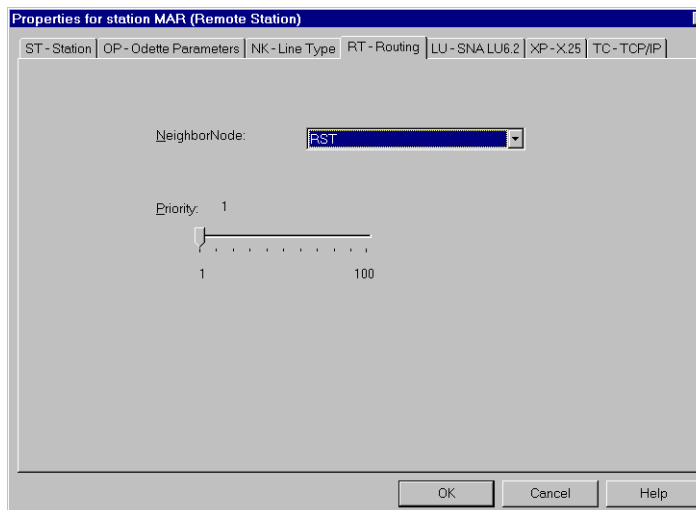 Properties for station MAR (Remote Station)
ST - Station OP - Odette Parameters NK - Line Type RT - Routing LU - SNA LU6.2 XP - X.25 TC - TCP/IP
NeighborNode: RST
Priority: 1
1 100
OK Cancel Help